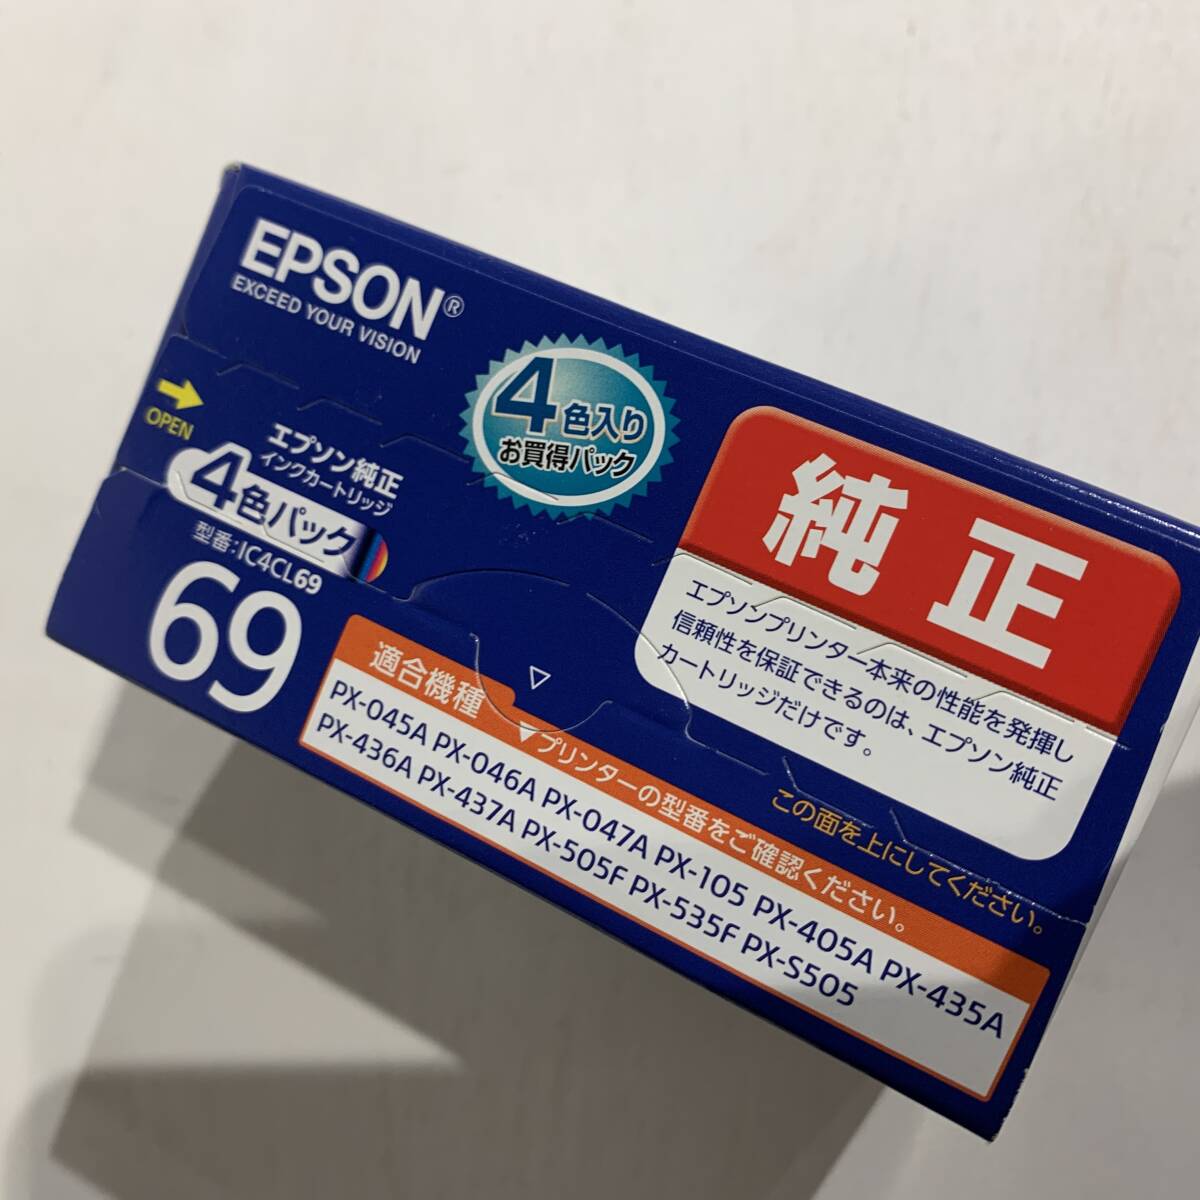 EPSON®
EXCEED YOUR VISION
OPEN
エプソン純正
インクカートリッジ
4色パック
型番:IC4CL69
69
4色入り
お買得パック
純正
エプソンプリンター本来の性能を発揮し
信頼性を保証できるのは、エプソン純正
カートリッジだけです。
この面を上にしてください。
適合機種
▼プリンターの型番をご確認ください。
PX-045A PX-046A PX-047A PX-105 PX-405A PX-435A
PX-436A PX-437A PX-505F PX-535F PX-S505